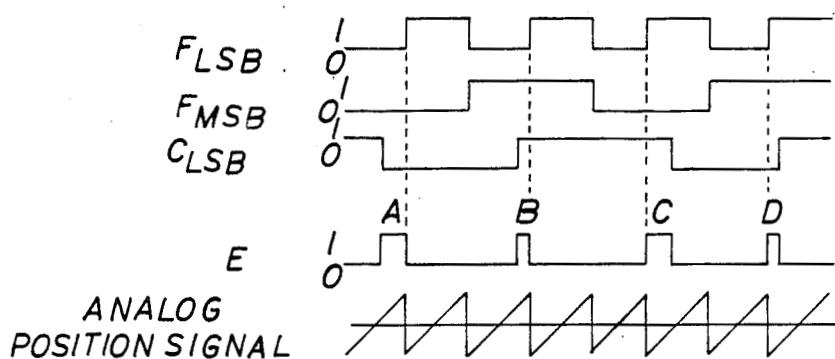 F_LSB 1 0
F_MSB 1 0
C_LSB 1 0
A B C D
E 1 0
ANALOG
POSITION SIGNAL